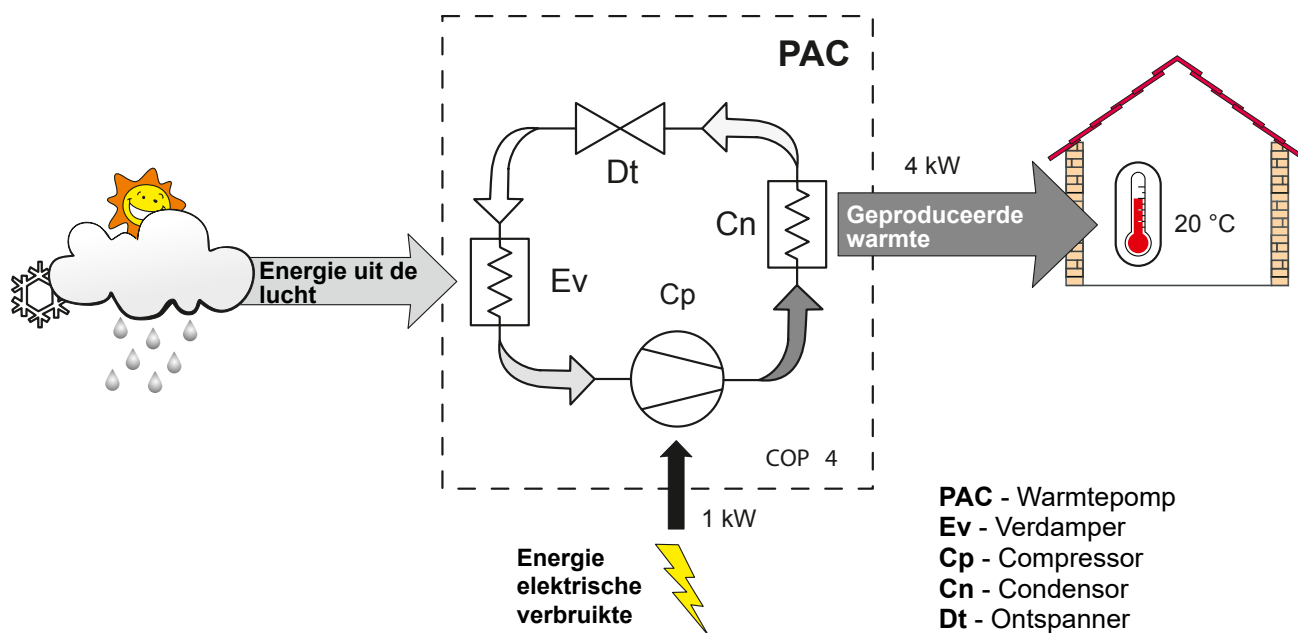 PAC
Dt
4 kW
Cn
Geproduceerde
warmte
20 °C
Energie uit de
lucht
Ev
Cp
COP 4
1 kW
Energie
elektrische
verbruikte
PAC - Warmtepomp
Ev - Verdamper
Cp - Compressor
Cn - Condensor
Dt - Ontspanner